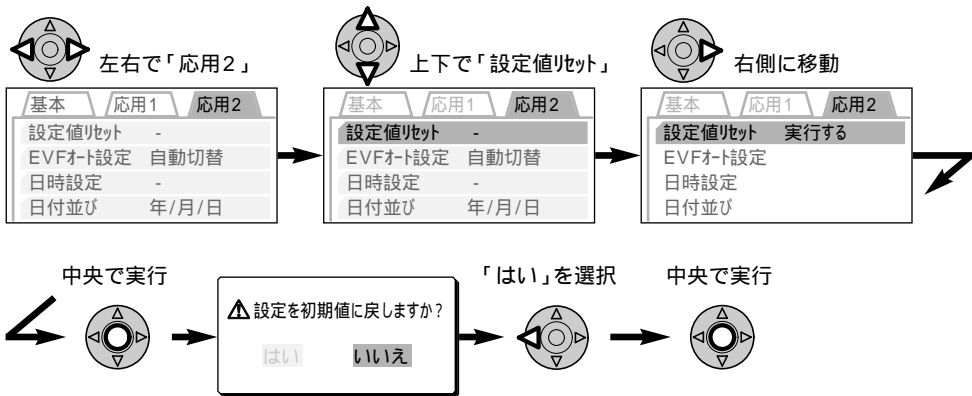 左右で「応用2」
上下で「設定値リセット」
右側に移動
基本 応用1 応用2
設定値リセット -
EVFオート設定 自動切替
日時設定 -
日付並び 年/月/日
基本 応用1 応用2
設定値リセット -
EVFオート設定 自動切替
日時設定 -
日付並び 年/月/日
基本 応用1 応用2
設定値リセット 実行する
EVFオート設定
日時設定
日付並び
中央で実行
設定を初期値に戻しますか?
はい いいえ
「はい」を選択
中央で実行